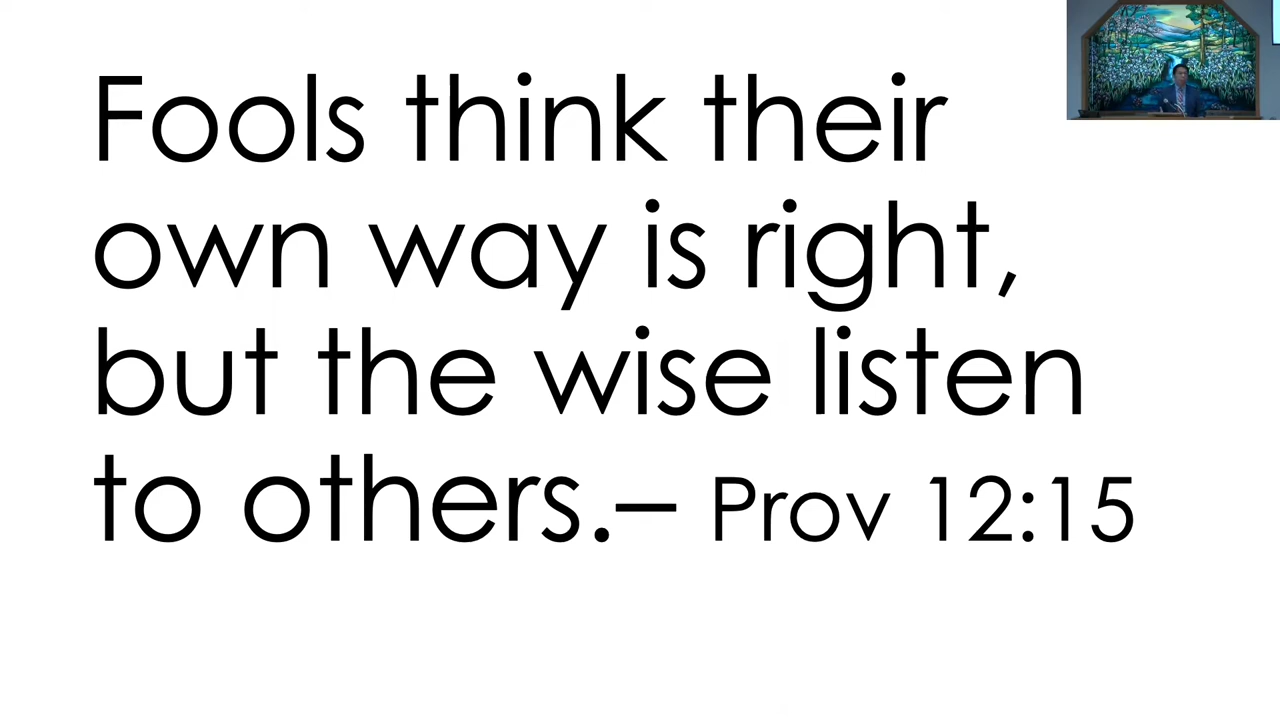 Fools think their
own way is right,
but the wise listen
to others.– Prov 12:15